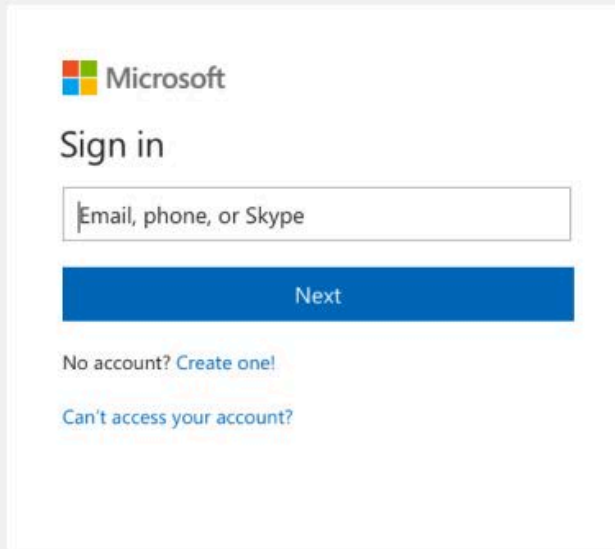 Microsoft
Sign in
Email, phone, or Skype
Next
No account? Create one!
Can't access your account?